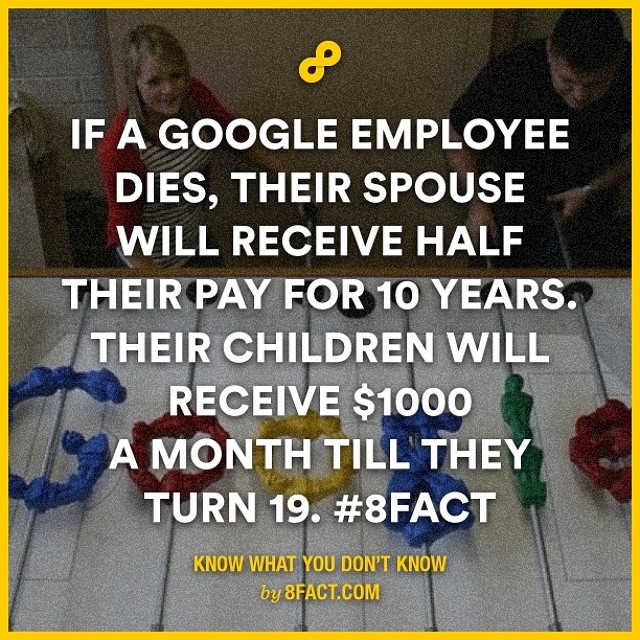 IF A GOOGLE EMPLOYEE
DIES, THEIR SPOUSE
WILL RECEIVE HALF
THEIR PAY FOR 10 YEARS.
THEIR CHILDREN WILL
RECEIVE $1000
A MONTH TILL THEY
TURN 19. #8FACT
KNOW WHAT YOU DON'T KNOW
by 8FACT.COM
Google